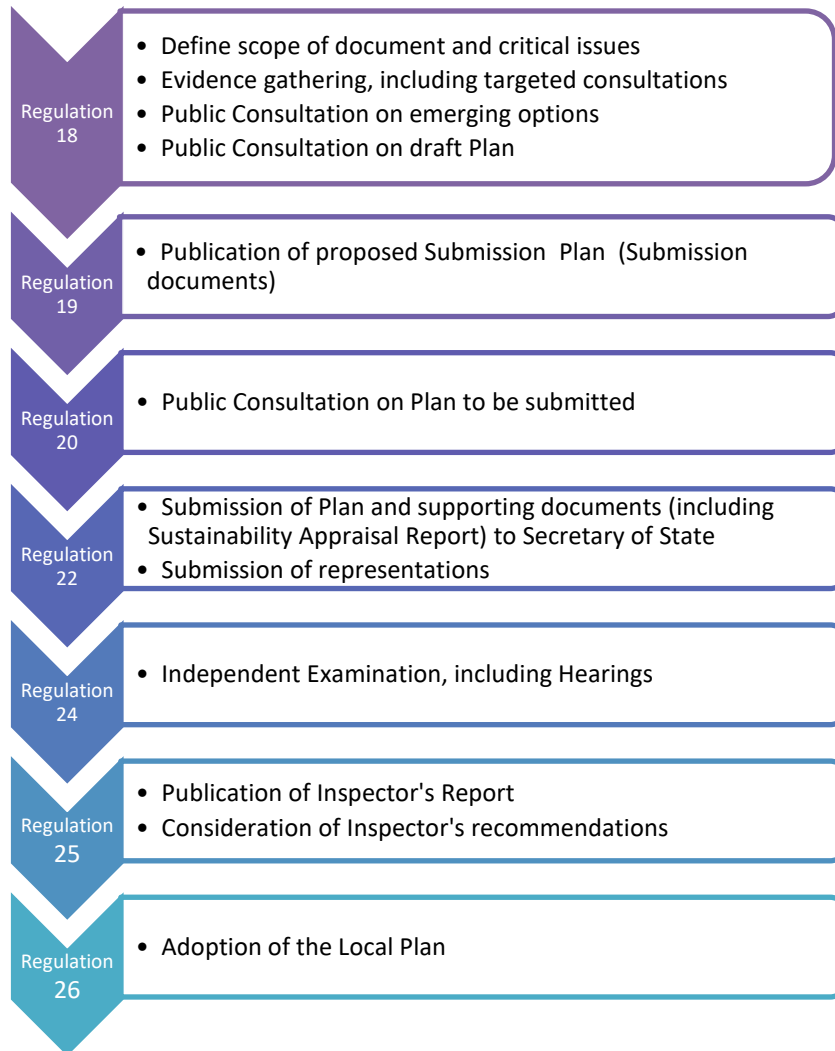 Regulation
18
• Define scope of document and critical issues
• Evidence gathering, including targeted consultations
• Public Consultation on emerging options
• Public Consultation on draft Plan
Regulation
19
• Publication of proposed Submission Plan (Submission
documents)
Regulation
20
• Public Consultation on Plan to be submitted
Regulation
22
• Submission of Plan and supporting documents (including
Sustainability Appraisal Report) to Secretary of State
• Submission of representations
Regulation
24
• Independent Examination, including Hearings
Regulation
25
• Publication of Inspector's Report
• Consideration of Inspector's recommendations
Regulation
26
• Adoption of the Local Plan